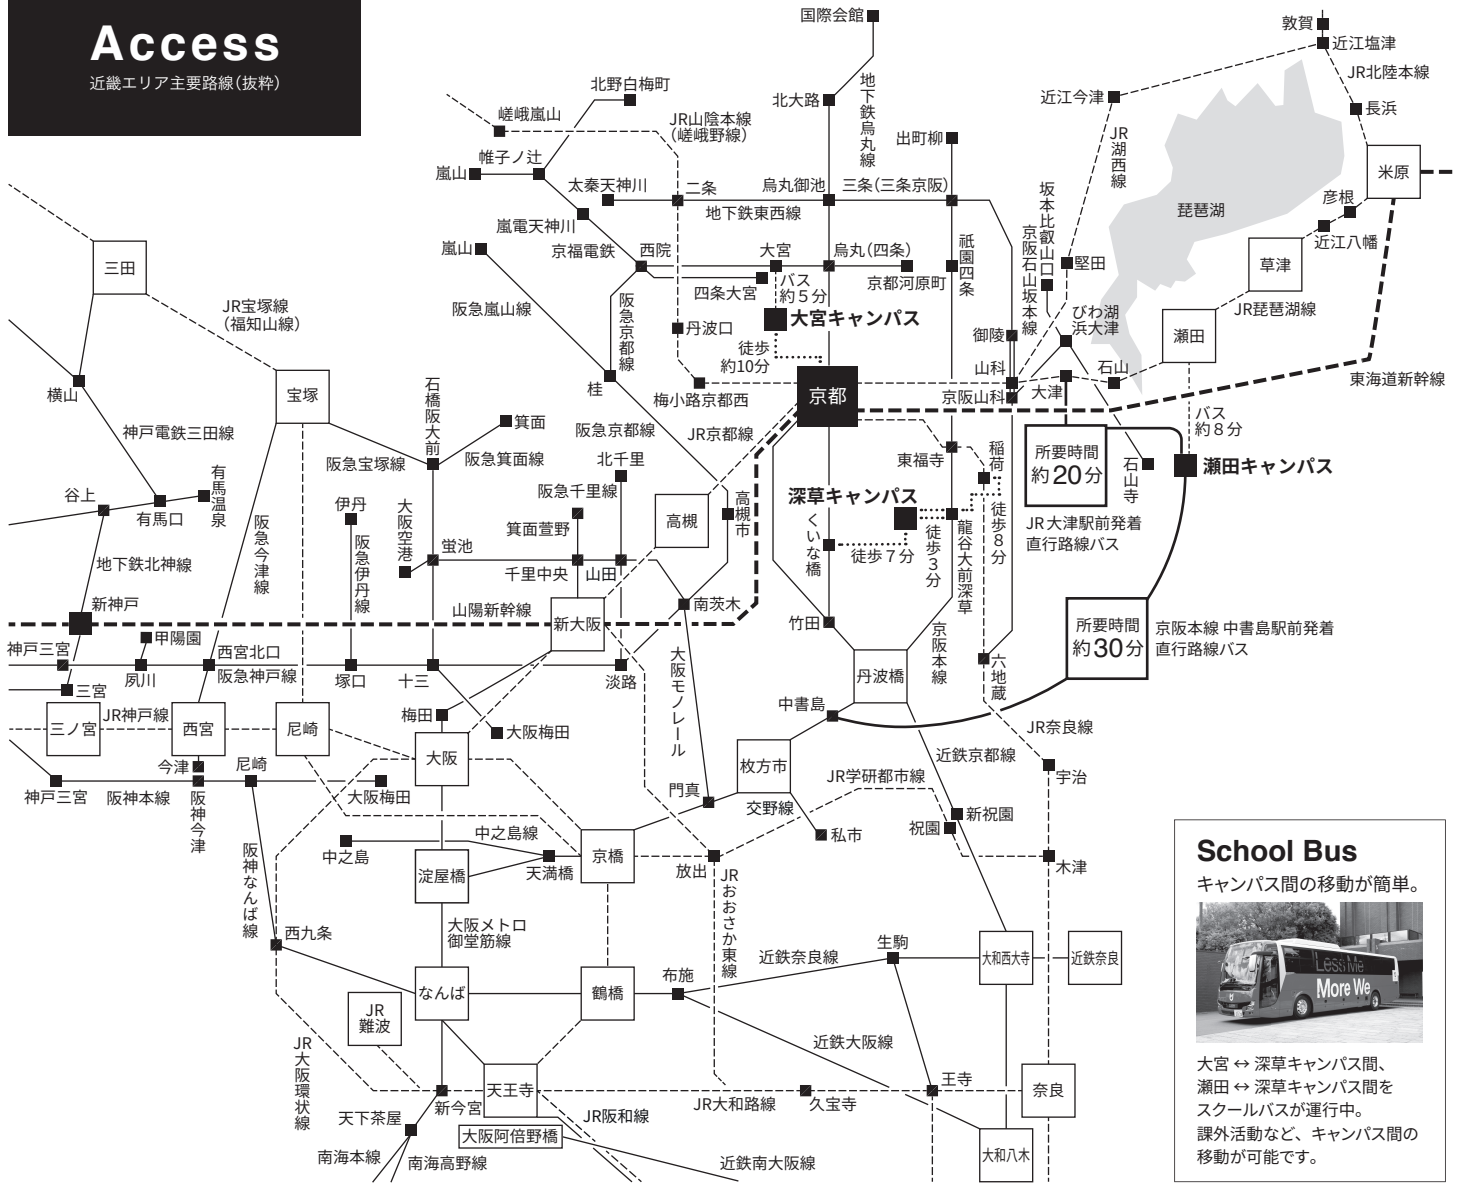 Access
近畿エリア主要路線(抜粋)
国際会館
北大路
地下鉄烏丸線
出町柳
敦賀
近江塩津
JR北陸本線
長浜
近江今津
JR湖西線
米原
彦根
近江八幡
琵琶湖
草津
JR琵琶湖線
瀬田
東海道新幹線
北野白梅町
嵯峨嵐山
JR山陰本線
(嵯峨野線)
帷子ノ辻
嵐山
太秦天神川
二条
烏丸御池
三条(三条京阪)
地下鉄東西線
嵐電天神川
京福電鉄
嵐山
西院
大宮
烏丸(四条)
京都河原町
祇園四条
四条大宮
バス
約5分
大宮キャンパス
阪急嵐山線
阪急京都線
丹波口
徒歩
約10分
梅小路京都西
京都
桂
坂本比叡山口
京阪石山坂本線
堅田
びわ湖
浜大津
御陵
山科
京阪山科
大津
石山
石山寺
バス
約8分
瀬田キャンパス
所要時間
約20分
JR大津駅前発着
直行路線バス
三田
JR宝塚線
(福知山線)
横山
神戸電鉄三田線
谷上
有馬口
有馬温泉
地下鉄北神線
新神戸
宝塚
石橋阪大前
箕面
阪急宝塚線
阪急箕面線
阪急京都線
JR京都線
北千里
阪急千里線
箕面萱野
高槻
高槻市
伊丹
阪急伊丹線
大阪空港
蛍池
千里中央
山田
阪急今津線
山陽新幹線
新大阪
南茨木
東福寺
稲荷
深草キャンパス
くいな橋
徒歩7分
徒歩3分
龍谷大前深草
徒歩8分
竹田
京阪本線
丹波橋
六地蔵
所要時間
約30分
京阪本線 中書島駅前発着
直行路線バス
神戸三宮
甲陽園
夙川
西宮北口
阪急神戸線
塚口
十三
淡路
三宮
三ノ宮
JR神戸線
西宮
尼崎
梅田
大阪梅田
大阪
大阪モノレール
中書島
JR奈良線
近鉄京都線
宇治
枚方市
JR学研都市線
交野線
私市
門真
新祝園
祝園
木津
今津
尼崎
神戸三宮
阪神本線
阪神今津
大阪梅田
中之島線
中之島
天満橋
京橋
放出
JRおおさか東線
淀屋橋
阪神なんば線
西九条
大阪メトロ
御堂筋線
なんば
鶴橋
布施
近鉄奈良線
生駒
大和西大寺
近鉄奈良
JR
難波
JR大阪環状線
近鉄大阪線
王寺
奈良
新今宮
天王寺
JR大和路線
久宝寺
天下茶屋
JR阪和線
大阪阿倍野橋
近鉄南大阪線
大和八木
南海本線
南海高野線
School Bus
キャンパス間の移動が簡単。
Less Me
More We
大宮 ↔ 深草キャンパス間、
瀬田 ↔ 深草キャンパス間を
スクールバスが運行中。
課外活動など、キャンパス間の
移動が可能です。